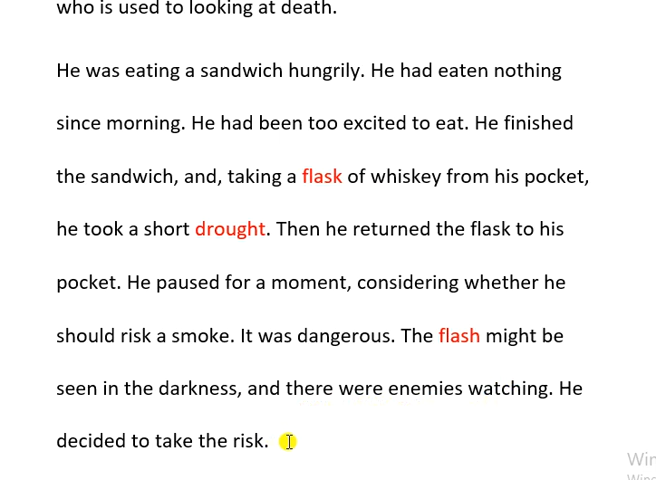 who is used to looking at death.
He was eating a sandwich hungrily. He had eaten nothing
since morning. He had been too excited to eat. He finished
the sandwich, and, taking a flask of whiskey from his pocket,
he took a short drought. Then he returned the flask to his
pocket. He paused for a moment, considering whether he
should risk a smoke. It was dangerous. The flash might be
seen in the darkness, and there were enemies watching. He
decided to take the risk.